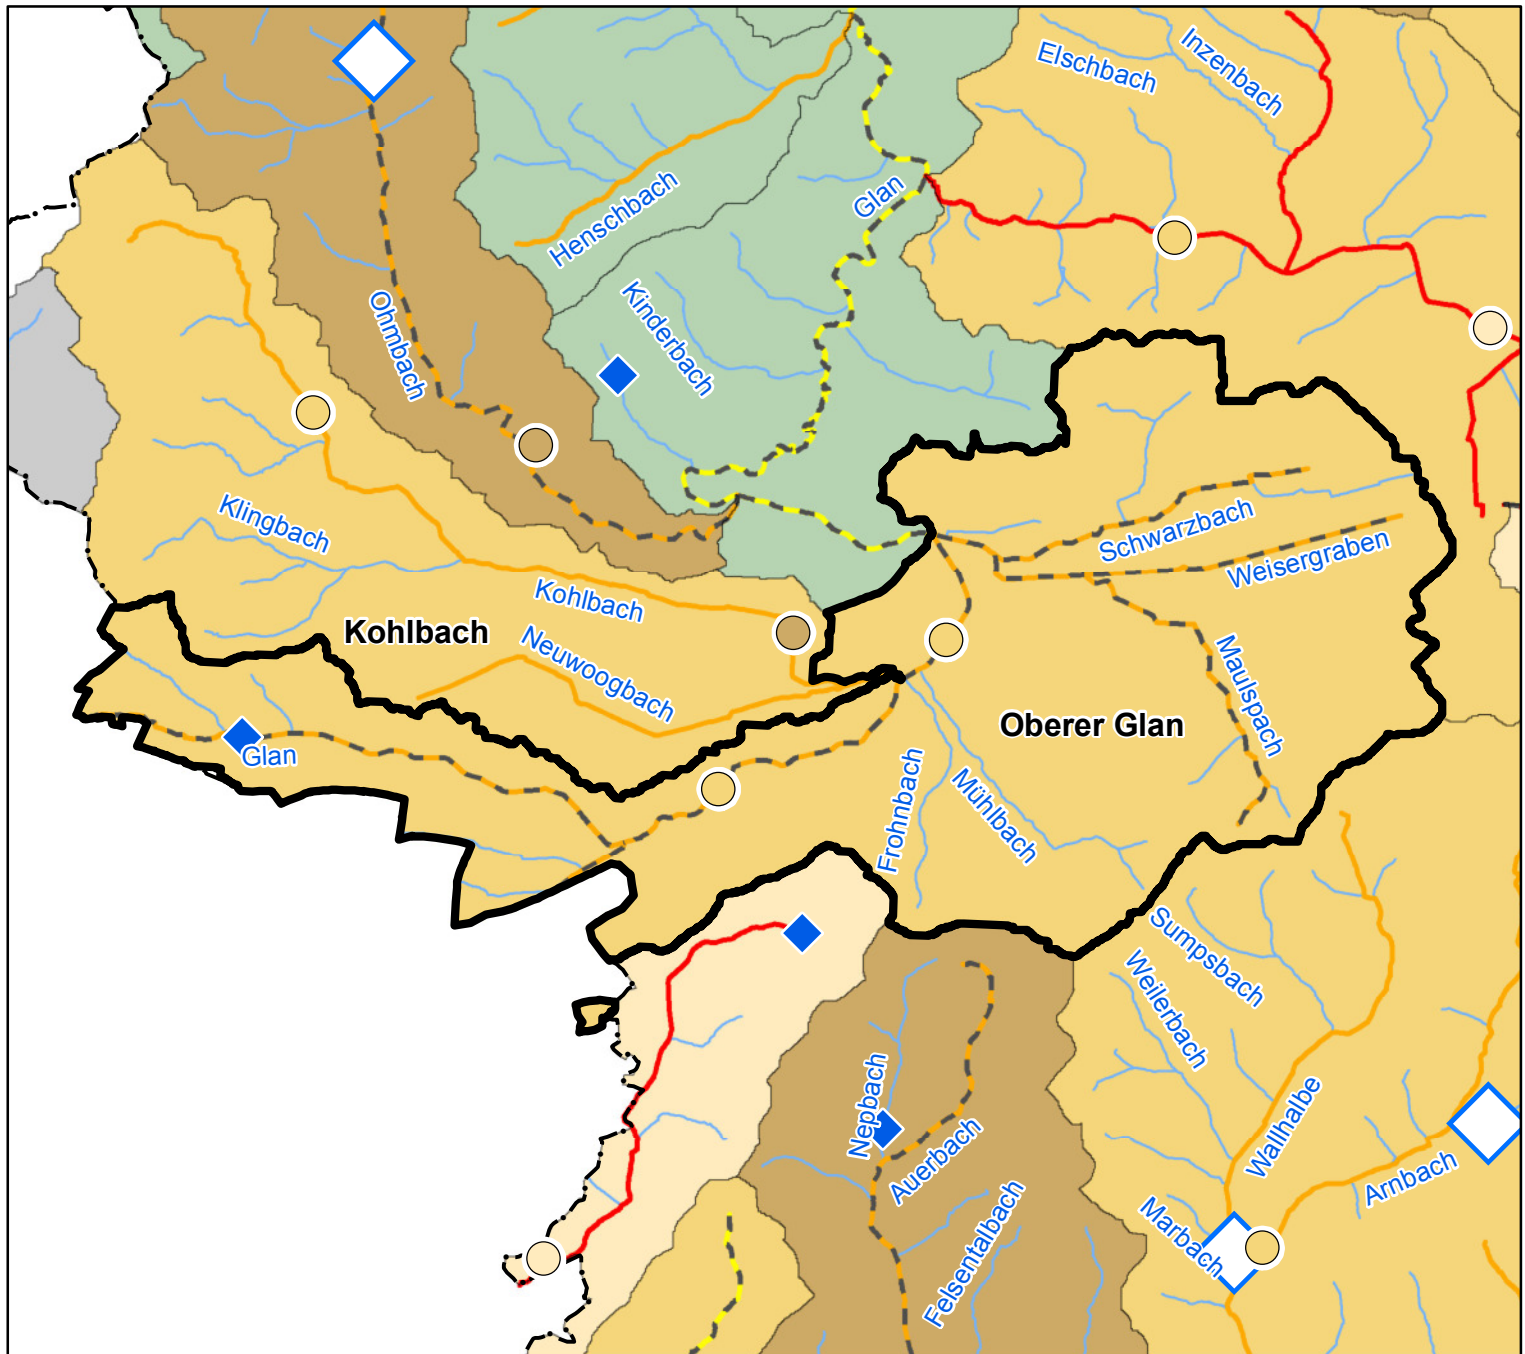 Elschbach
Inzenbach
Henschbach
Glan
Ohmbach
Kinderbach
Klingbach
Schwarzbach
Weisergraben
Kohlbach
Kohlbach
Neuwoogbach
Maulspach
Oberer Glan
Glan
Frohnbach
Mühlbach
Sumpsbach
Weilerbach
Nepbach
Auerbach
Wallhalbe
Arnbach
Felsentalbach
Marbach